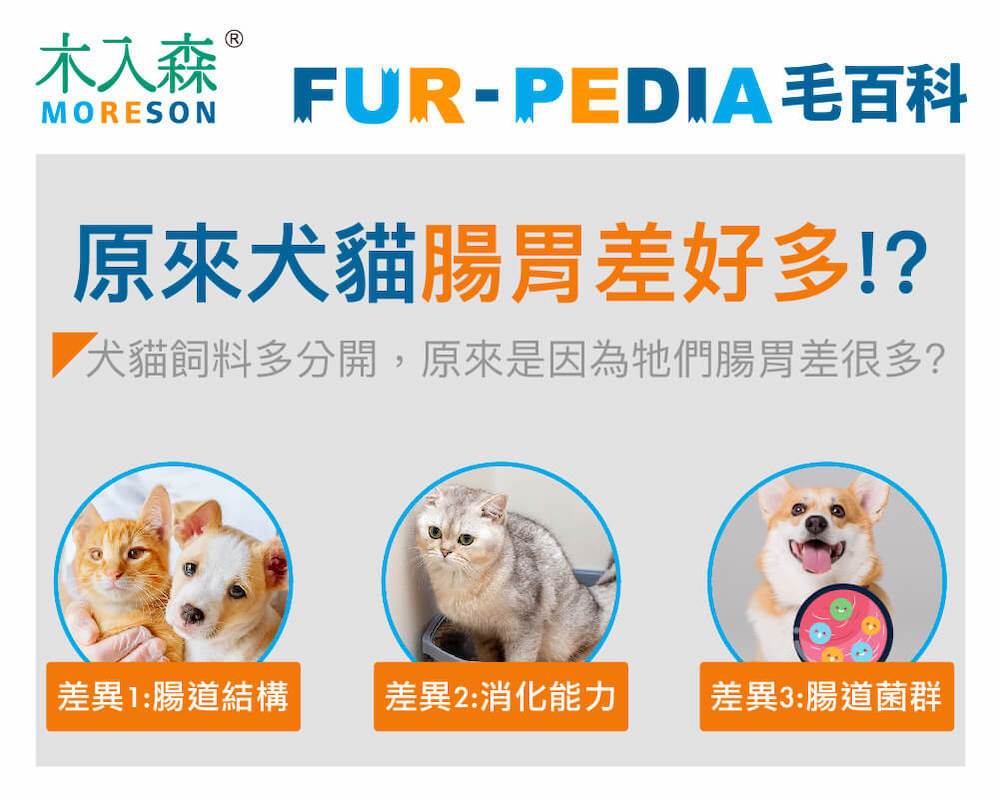 木入森®
MORESON
FUR-PEDIA毛百科
原來犬貓腸胃差好多!?
犬貓飼料多分開，原來是因為牠們腸胃差很多?
差異1:腸道結構
差異2:消化能力
差異3:腸道菌群